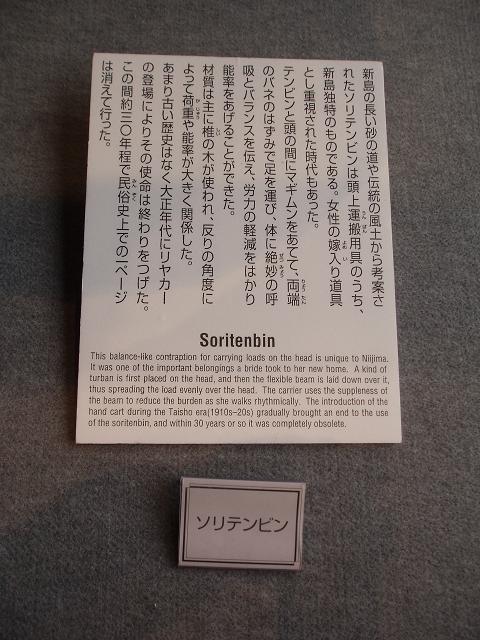 新島の長い砂の道や伝統の風土から考案さ
れたソリテンビンは頭上運搬用具のうち、
新島独特のものである。女性の嫁入り道具
とし重視された時代もあった。
テンビンと頭の間にマギムンをあてて、両端
のバネのはずみで足を運び、体に絶妙の呼
吸とバランスを伝え、労力の軽減をはかり
能率をあげることができた。
材質は主に椎の木が使われ、反りの角度に
よって荷重や能率が大きく関係した。
あまり古い歴史はなく大正年代にリヤカー
の登場によりその使命は終わりをつげた。
この間約三〇年程で民俗史上での一ページ
は消えて行った。
Soritenbin
This balance-like contraption for carrying loads on the head is unique to Niijima.
It was one of the important belongings a bride took to her new home. A kind of
turban is first placed on the head, and then the flexible beam is laid down over it,
thus spreading the load evenly over the head. The carrier uses the suppleness of
the beam to reduce the burden as she walks rhythmically. The introduction of the
hand cart during the Taisho era(1910s–20s) gradually brought an end to the use
of the soritenbin, and within 30 years or so it was completely obsolete.
ソリテンビン